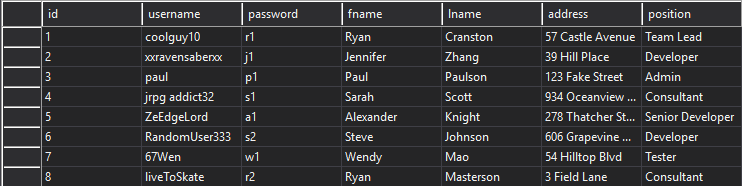 id username password fname lname address position
1 coolguy10 r1 Ryan Cranston 57 Castle Avenue Team Lead
2 xxravensaberxx j1 Jennifer Zhang 39 Hill Place Developer
3 paul p1 Paul Paulson 123 Fake Street Admin
4 jrpg addict32 s1 Sarah Scott 934 Oceanview ... Consultant
5 ZeEdgeLord a1 Alexander Knight 278 Thatcher St... Senior Developer
6 RandomUser333 s2 Steve Johnson 606 Grapevine ... Developer
7 67Wen w1 Wendy Mao 54 Hilltop Blvd Tester
8 liveToSkate r2 Ryan Masterson 3 Field Lane Consultant